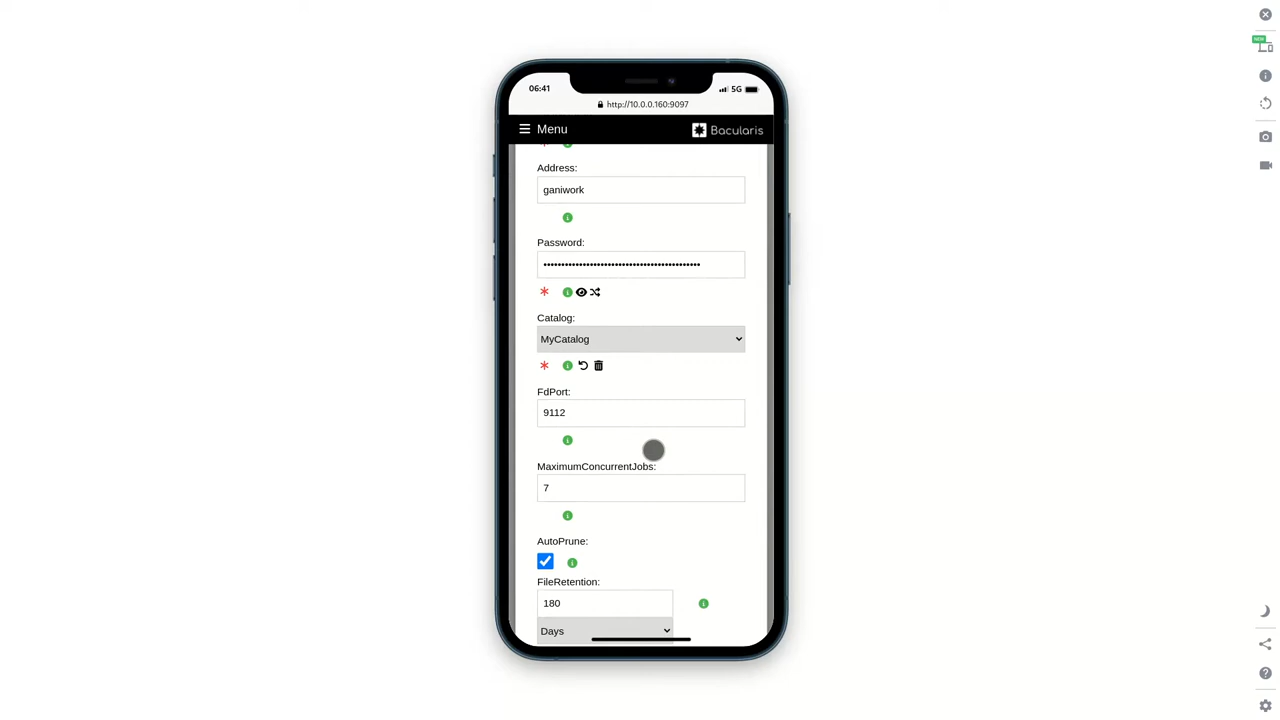 NEW
06:41
5G
http://10.0.0.160:9097
Menu
Bacularis
Address:
ganiwork
Password:
••••••••••••••••••••••••••••••••••••••••••••
Catalog:
MyCatalog
FdPort:
9112
MaximumConcurrentJobs:
7
AutoPrune:
FileRetention:
180
Days